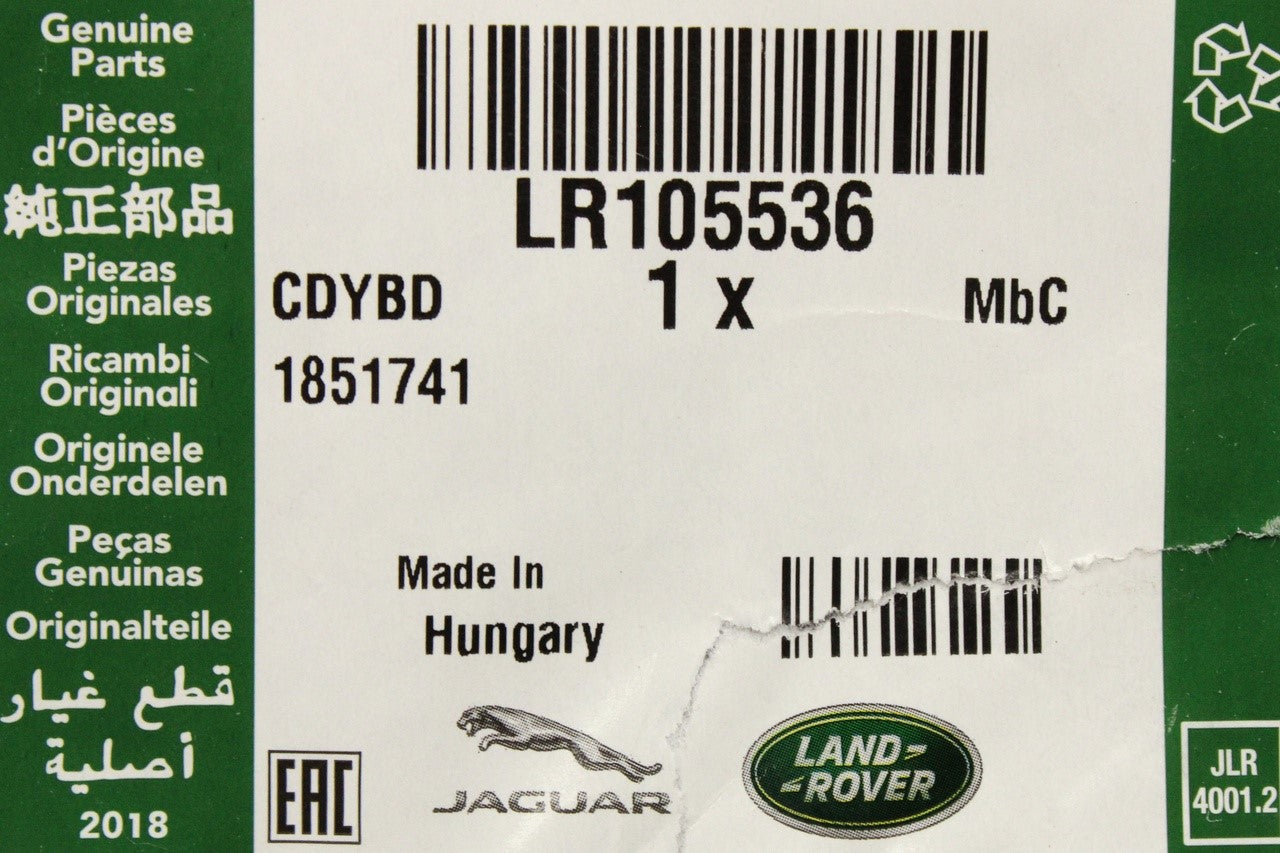 Genuine
Parts
Pièces
d'Origine
純正部品
Piezas
Originales
Ricambi
Originali
Originele
Onderdelen
Peças
Genuinas
Originalteile
قطع غيار
أصلية
2018
LR105536
CDYBD
1 x
MbC
1851741
Made In
Hungary
EAC
JAGUAR
LAND-
-ROVER
JLR
4001.2